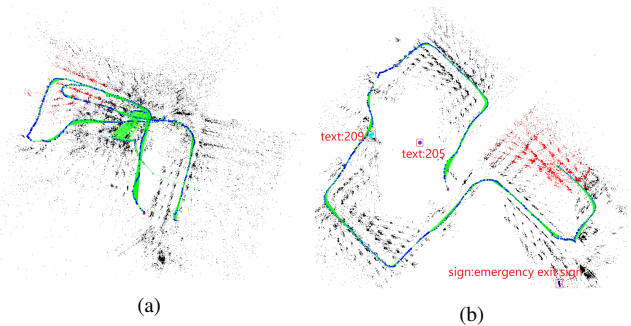 text:209
text:205
sign:emergency exit sign
(a)
(b)